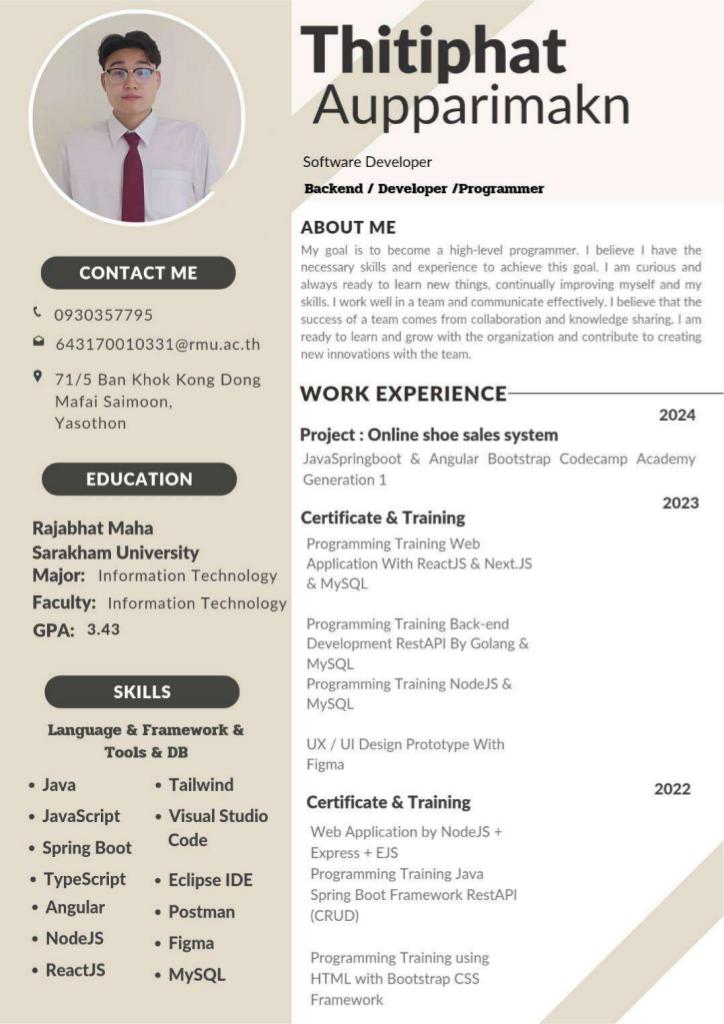 Thitiphat
Aupparimakn
Software Developer
Backend / Developer /Programmer
CONTACT ME
0930357795
643170010331@rmu.ac.th
71/5 Ban Khok Kong Dong
Mafai Saimoon,
Yasothon
EDUCATION
Rajabhat Maha
Sarakham University
Major: Information Technology
Faculty: Information Technology
GPA: 3.43
SKILLS
Language & Framework &
Tools & DB
• Java
• JavaScript
• Spring Boot
• TypeScript
• Angular
• NodeJS
• ReactJS
• Tailwind
• Visual Studio
Code
• Eclipse IDE
• Postman
• Figma
• MySQL
ABOUT ME
My goal is to become a high-level programmer. I believe I have the
necessary skills and experience to achieve this goal. I am curious and
always ready to learn new things, continually improving myself and my
skills. I work well in a team and communicate effectively. I believe that the
success of a team comes from collaboration and knowledge sharing. I am
ready to learn and grow with the organization and contribute to creating
new innovations with the team.
WORK EXPERIENCE
2024
Project : Online shoe sales system
JavaSpringboot & Angular Bootstrap Codecamp Academy
Generation 1
2023
Certificate & Training
Programming Training Web
Application With ReactJS & Next.JS
& MySQL
Programming Training Back-end
Development RestAPI By Golang &
MySQL
Programming Training NodeJS &
MySQL
UX / UI Design Prototype With
Figma
2022
Certificate & Training
Web Application by NodeJS +
Express + EJS
Programming Training Java
Spring Boot Framework RestAPI
(CRUD)
Programming Training using
HTML with Bootstrap CSS
Framework